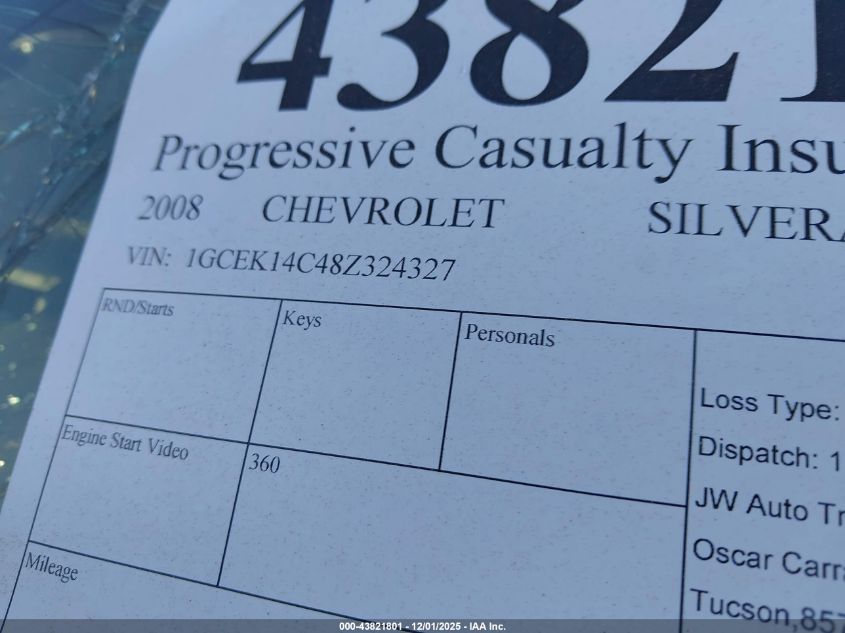 43821
Progressive Casualty Insu
2008 CHEVROLET SILVERA
VIN: 1GCEK14C48Z324327
RND/Starts
Keys
Personals
Loss Type:
Engine Start Video
360
Dispatch: 1
JW Auto Tr
Oscar Carra
Mileage
Tucson,857
000-43821801 - 12/01/2025 - IAA Inc.